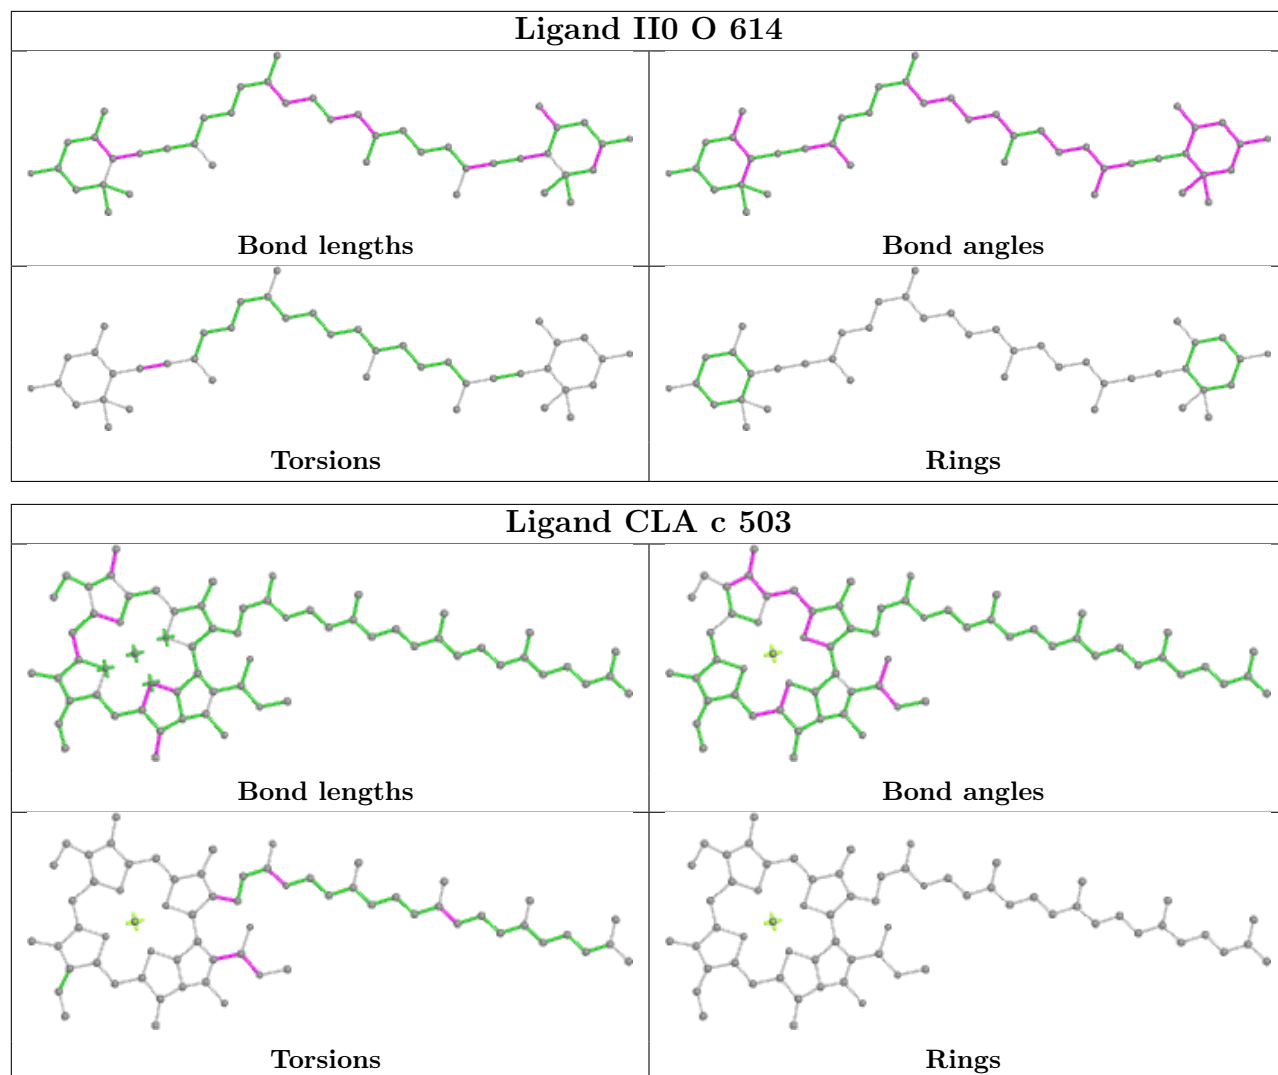 Ligand II0 O 614
Bond lengths
Bond angles
Torsions
Rings
Ligand CLA c 503
Bond lengths
Bond angles
Torsions
Rings